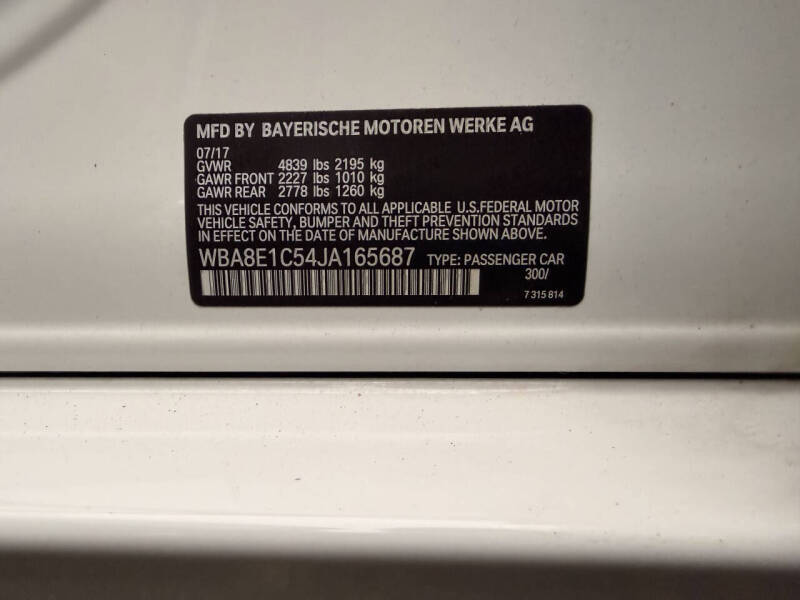 MFD BY BAYERISCHE MOTOREN WERKE AG
07/17
GVWR 4839 lbs 2195 kg
GAWR FRONT 2227 lbs 1010 kg
GAWR REAR 2778 lbs 1260 kg
THIS VEHICLE CONFORMS TO ALL APPLICABLE U.S.FEDERAL MOTOR
VEHICLE SAFETY, BUMPER AND THEFT PREVENTION STANDARDS
IN EFFECT ON THE DATE OF MANUFACTURE SHOWN ABOVE.
WBA8E1C54JA165687 TYPE: PASSENGER CAR
300/
7 315 814